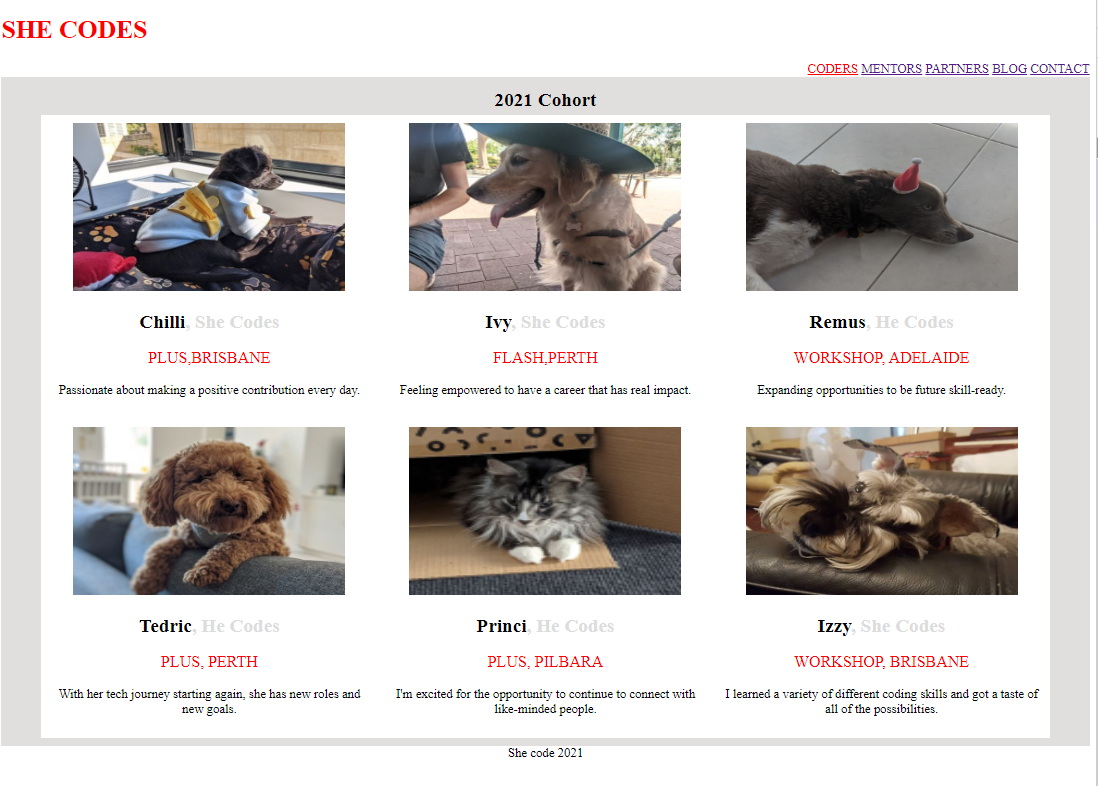 SHE CODES
CODERS MENTORS PARTNERS BLOG CONTACT
2021 Cohort
Chilli, She Codes
PLUS,BRISBANE
Passionate about making a positive contribution every day.
Ivy, She Codes
FLASH,PERTH
Feeling empowered to have a career that has real impact.
Remus, He Codes
WORKSHOP, ADELAIDE
Expanding opportunities to be future skill-ready.
Tedric, He Codes
PLUS, PERTH
With her tech journey starting again, she has new roles and
new goals.
Princi, He Codes
PLUS, PILBARA
I'm excited for the opportunity to continue to connect with
like-minded people.
Izzy, She Codes
WORKSHOP, BRISBANE
I learned a variety of different coding skills and got a taste of
all of the possibilities.
She code 2021